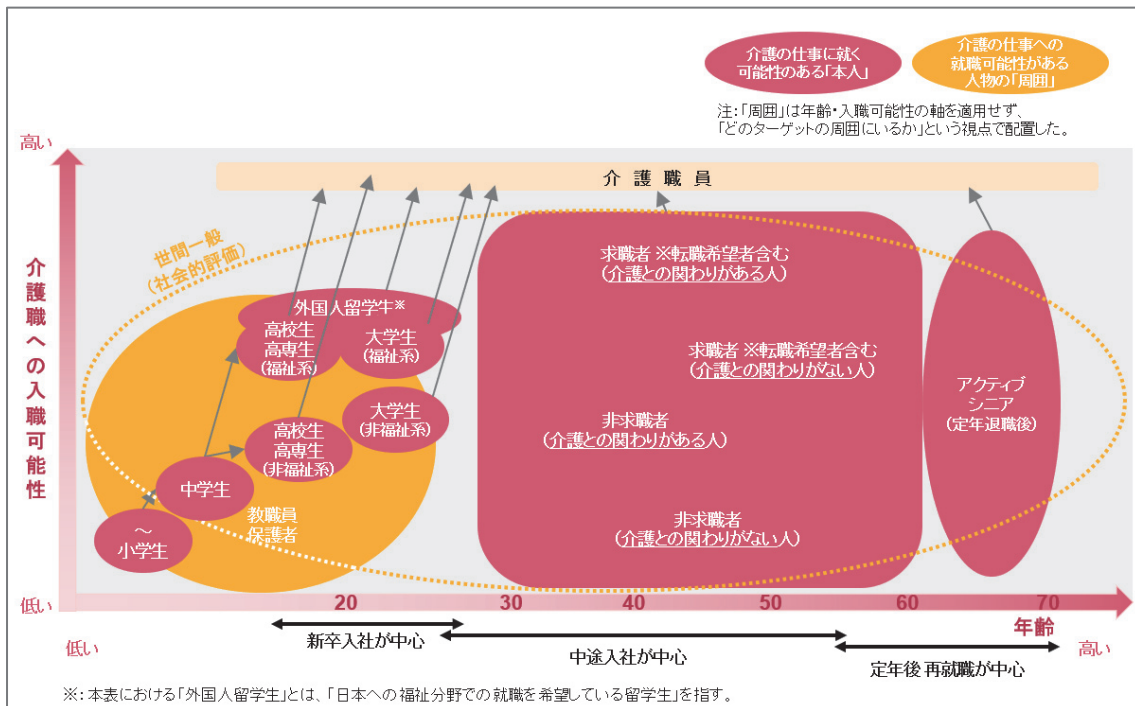 介護の仕事に就く
可能性のある「本人」
介護の仕事への
就職可能性がある
人物の「周囲」
注:「周囲」は年齢・入職可能性の軸を適用せず、
「どのターゲットの周囲にいるか」という視点で配置した。
高い
介護職員
世間一般
(社会的評価)
介護職への入職可能性
外国人留学生※
高校生
高専生
(福祉系)
大学生
(福祉系)
高校生
高専生
(非福祉系)
大学生
(非福祉系)
中学生
～
小学生
教職員
保護者
求職者 ※転職希望者含む
(介護との関わりがある人)
求職者 ※転職希望者含む
(介護との関わりがない人)
非求職者
(介護との関わりがある人)
非求職者
(介護との関わりがない人)
アクティブ
シニア
(定年退職後)
低い
20 30 40 50 60 70
年齢
低い
高い
新卒入社が中心
中途入社が中心
定年後 再就職が中心
※:本表における「外国人留学生」とは、「日本への福祉分野での就職を希望している留学生」を指す。